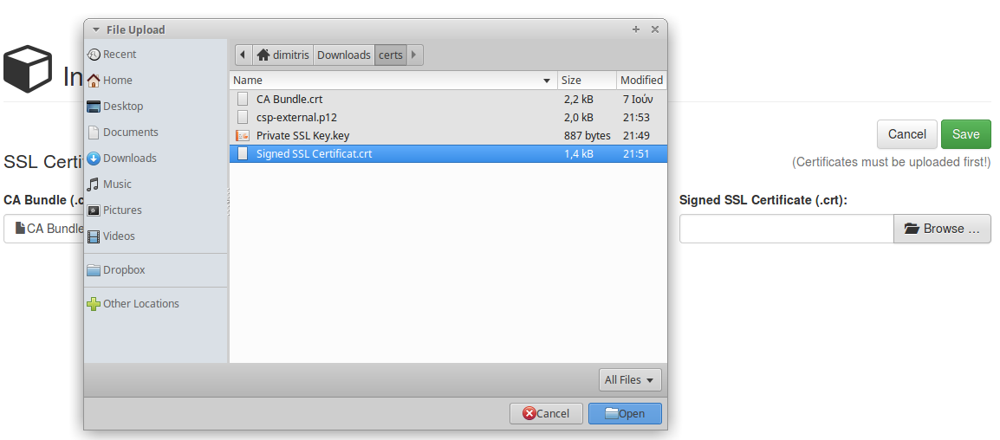 File Upload
In
Recent
Home
Desktop
Documents
Downloads
Music
Pictures
Videos
Dropbox
Other Locations
dimitris Downloads certs
Name Size Modified
CA Bundle.crt 2,2 kB 7 Ιούν
csp-external.p12 2,0 kB 21:53
Private SSL Key.key 887 bytes 21:49
Signed SSL Certificat.crt 1,4 kB 21:51
All Files
Cancel Open
Cancel Save
SSL Certi
(Certificates must be uploaded first!)
CA Bundle (.c
CA Bundle
Signed SSL Certificate (.crt):
Browse ...